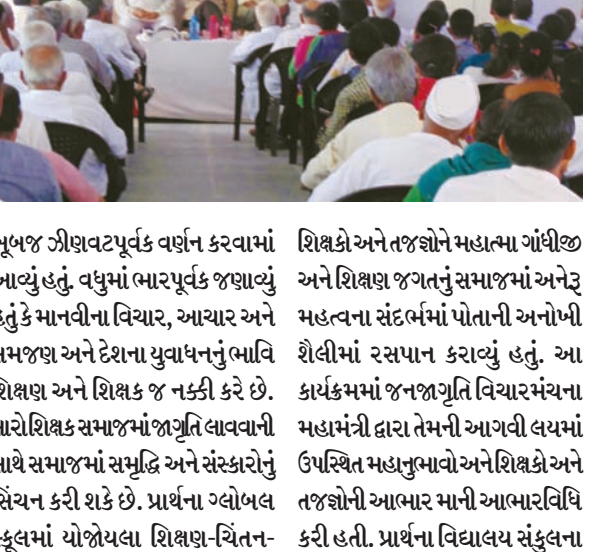 ખૂબજ ઝીણવટપૂર્વક વર્ણન કરવામાં
આવ્યું હતું. વધુમાં ભારપૂર્વક જણાવ્યું
હતું કે માનવીના વિચાર, આચાર અને
સમજણ અને દેશના યુવાધનનું ભાવિ
શિક્ષણ અને શિક્ષક જ નક્કી કરે છે.
સારો શિક્ષક સમાજમાં જાગૃતિ લાવવાની
સાથે સમાજમાં સમૃદ્ધિ અને સંસ્કારોનું
સિંચન કરી શકે છે. પ્રાર્થના ગ્લોબલ
સ્કૂલમાં યોજાયેલા શિક્ષણ-ચિંતન-
શિક્ષકો અને તજજ્ઞોને મહાત્મા ગાંધીજી
અને શિક્ષણ જગતનું સમાજમાં અનેરૂ
મહત્વના સંદર્ભમાં પોતાની અનોખી
શૈલીમાં રસપાન કરાવ્યું હતું. આ
કાર્યક્રમમાં જનજાગૃતિ વિચારમંચના
મહામંત્રી દ્વારા તેમની આગવી લયમાં
ઉપસ્થિત મહાનુભાવો અને શિક્ષકો અને
તજજ્ઞોની આભાર માની આભારવિધિ
કરી હતી. પ્રાર્થના વિદ્યાલય સંકુલના